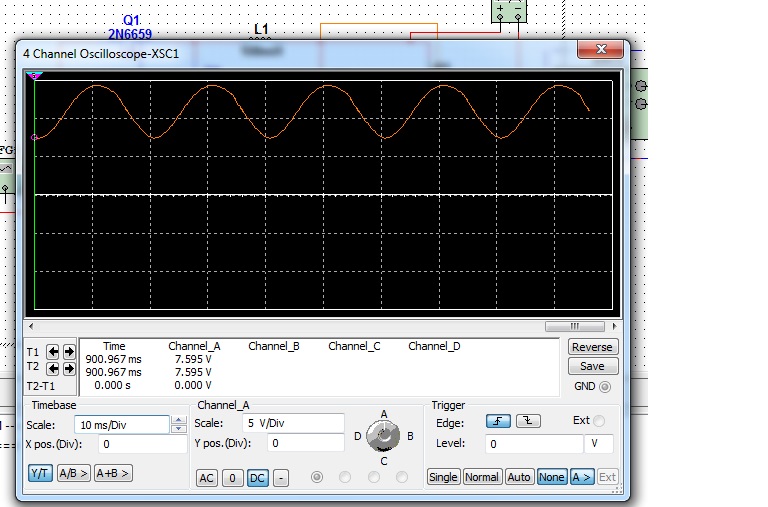 Q1
2N6659
L1
4 Channel Oscilloscope-XSC1
Time Channel_A Channel_B Channel_C Channel_D
T1 900.967 ms 7.595 V
T2 900.967 ms 7.595 V
T2-T1 0.000 s 0.000 V
Reverse
Save
GND
Timebase
Scale: 10 ms/Div
X pos.(Div): 0
Y/T A/B > A+B >
Channel_A
Scale: 5 V/Div
Y pos.(Div): 0
AC 0 DC -
A
D B
C
Trigger
Edge: Ext
Level: 0 V
Single Normal Auto None A > Ext